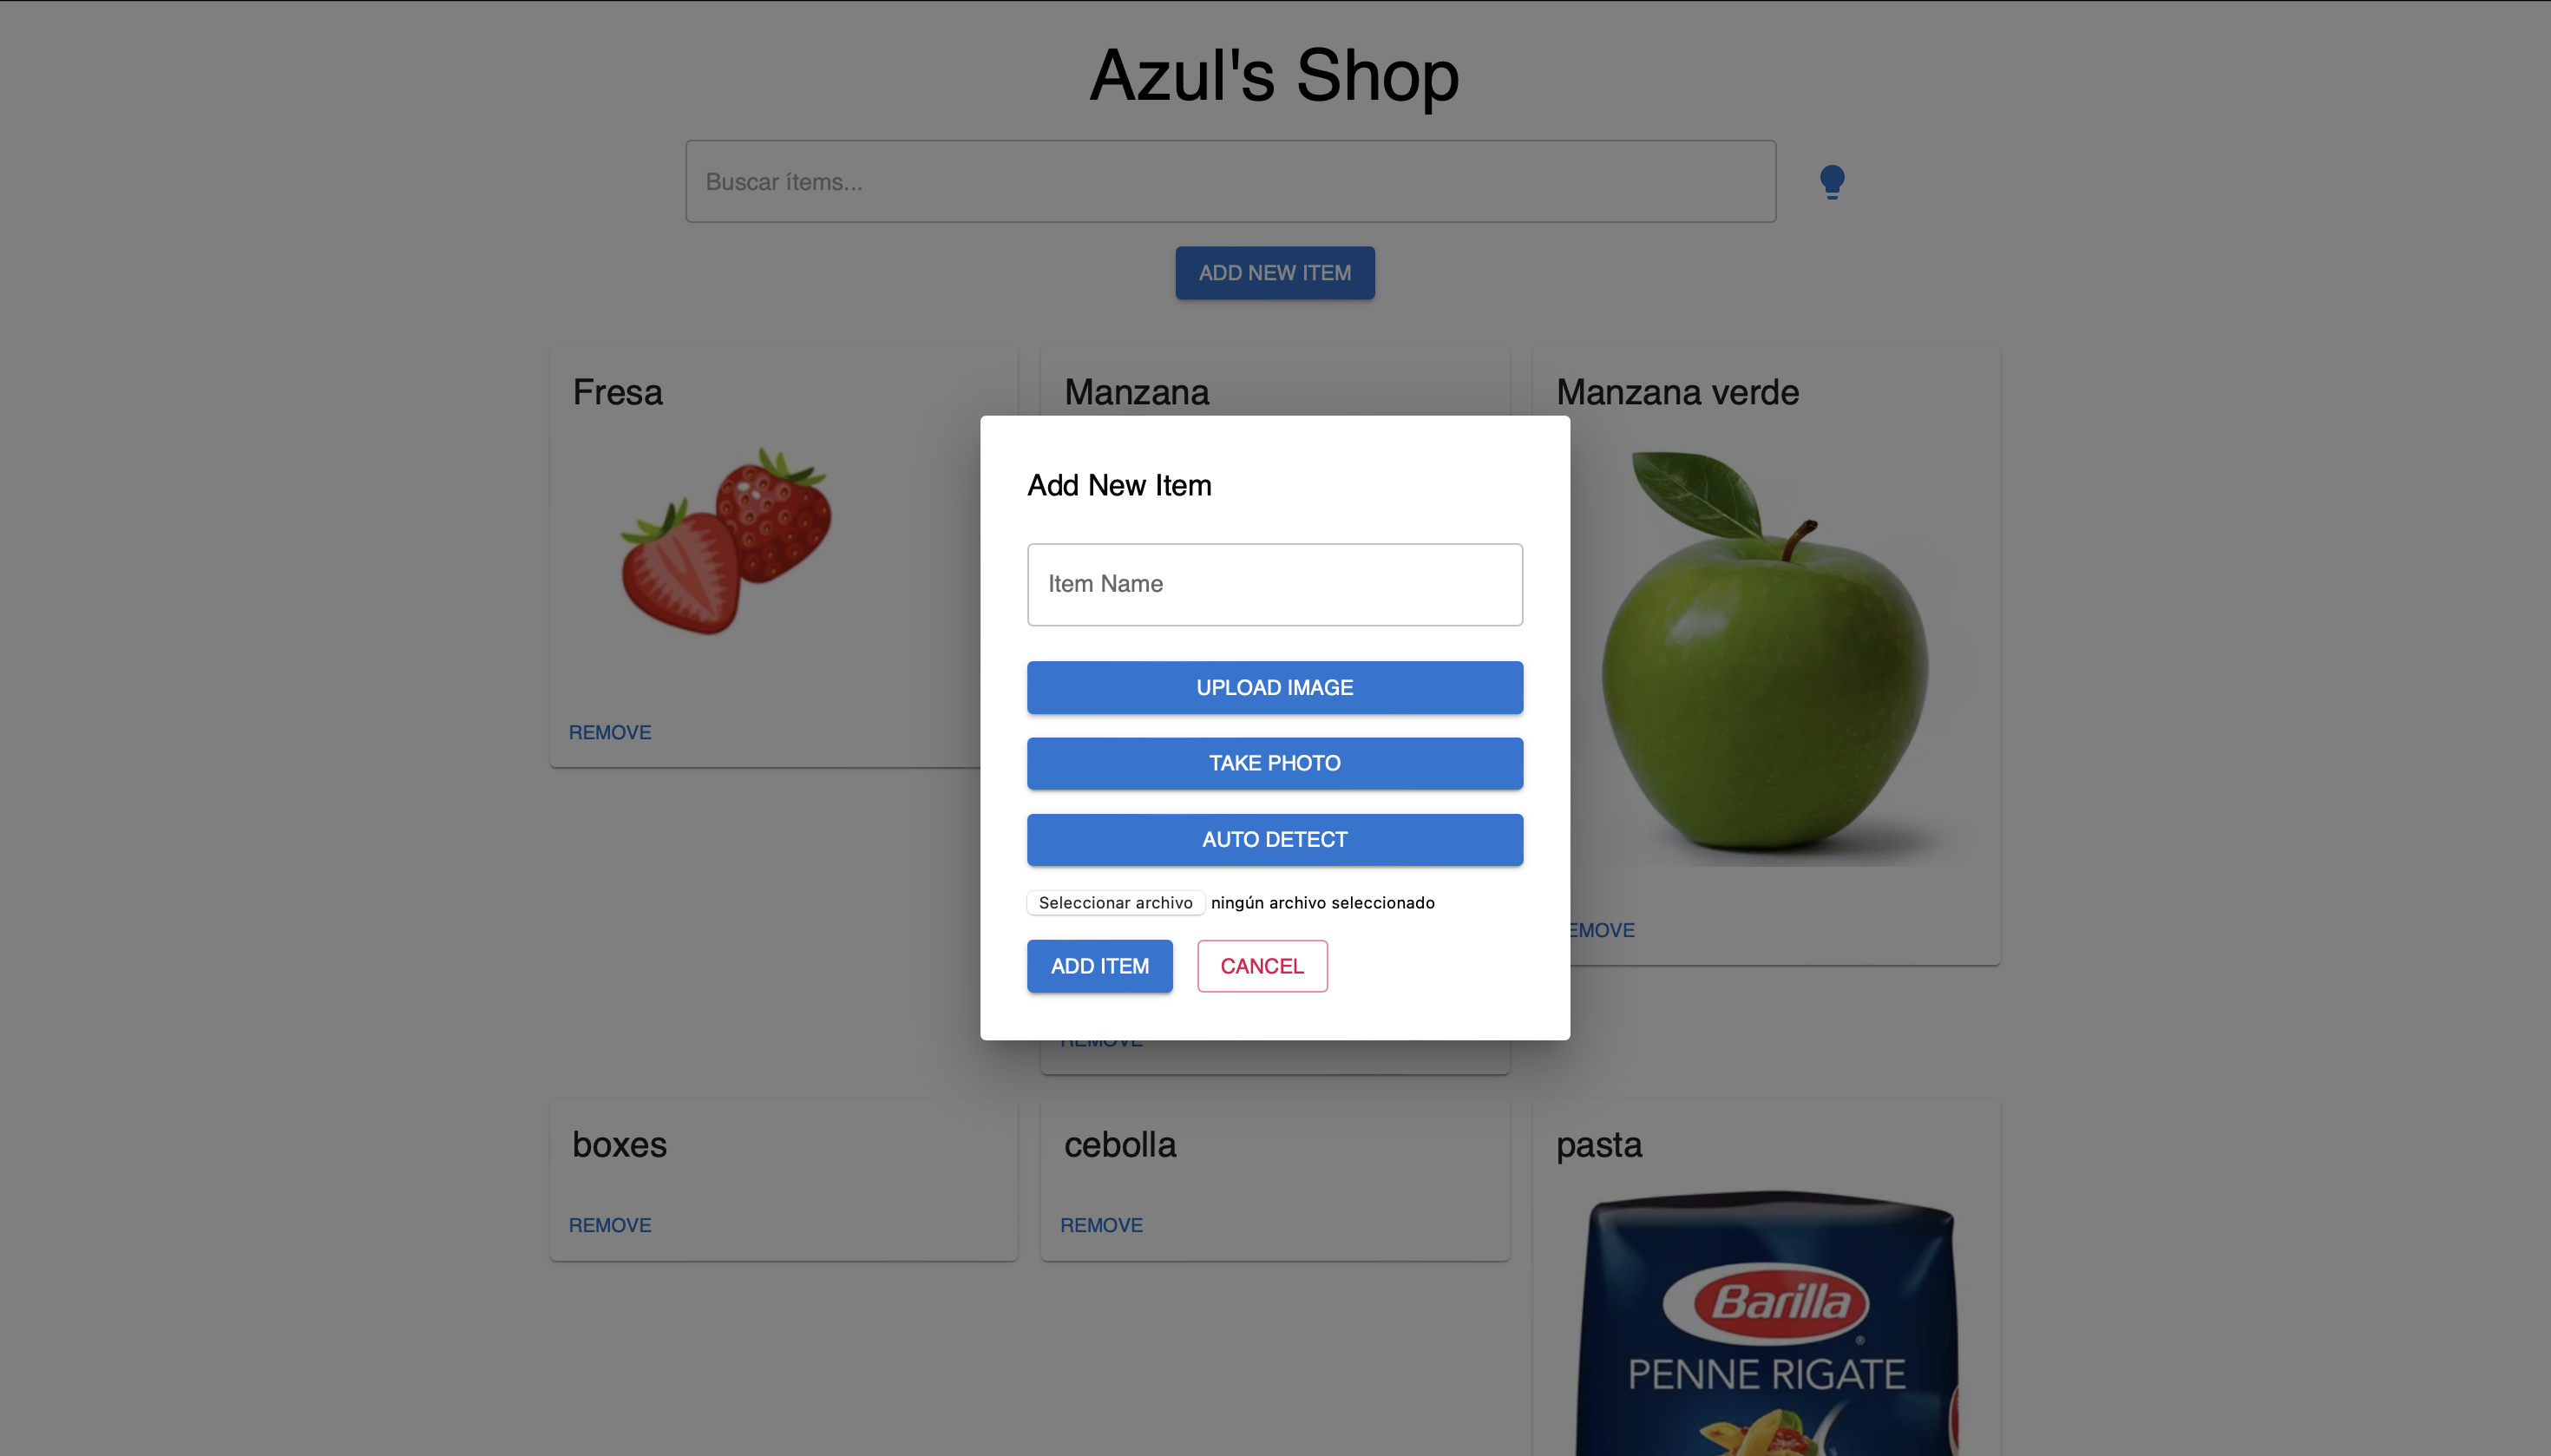 Azul's Shop
Buscar ítems...
ADD NEW ITEM
Fresa
Manzana
Manzana verde
REMOVE
Add New Item
Item Name
UPLOAD IMAGE
TAKE PHOTO
AUTO DETECT
Seleccionar archivo ningún archivo seleccionado
ADD ITEM CANCEL
EMOVE
REMOVE
boxes
cebolla
pasta
REMOVE
REMOVE
Barilla
®
PENNE RIGATE